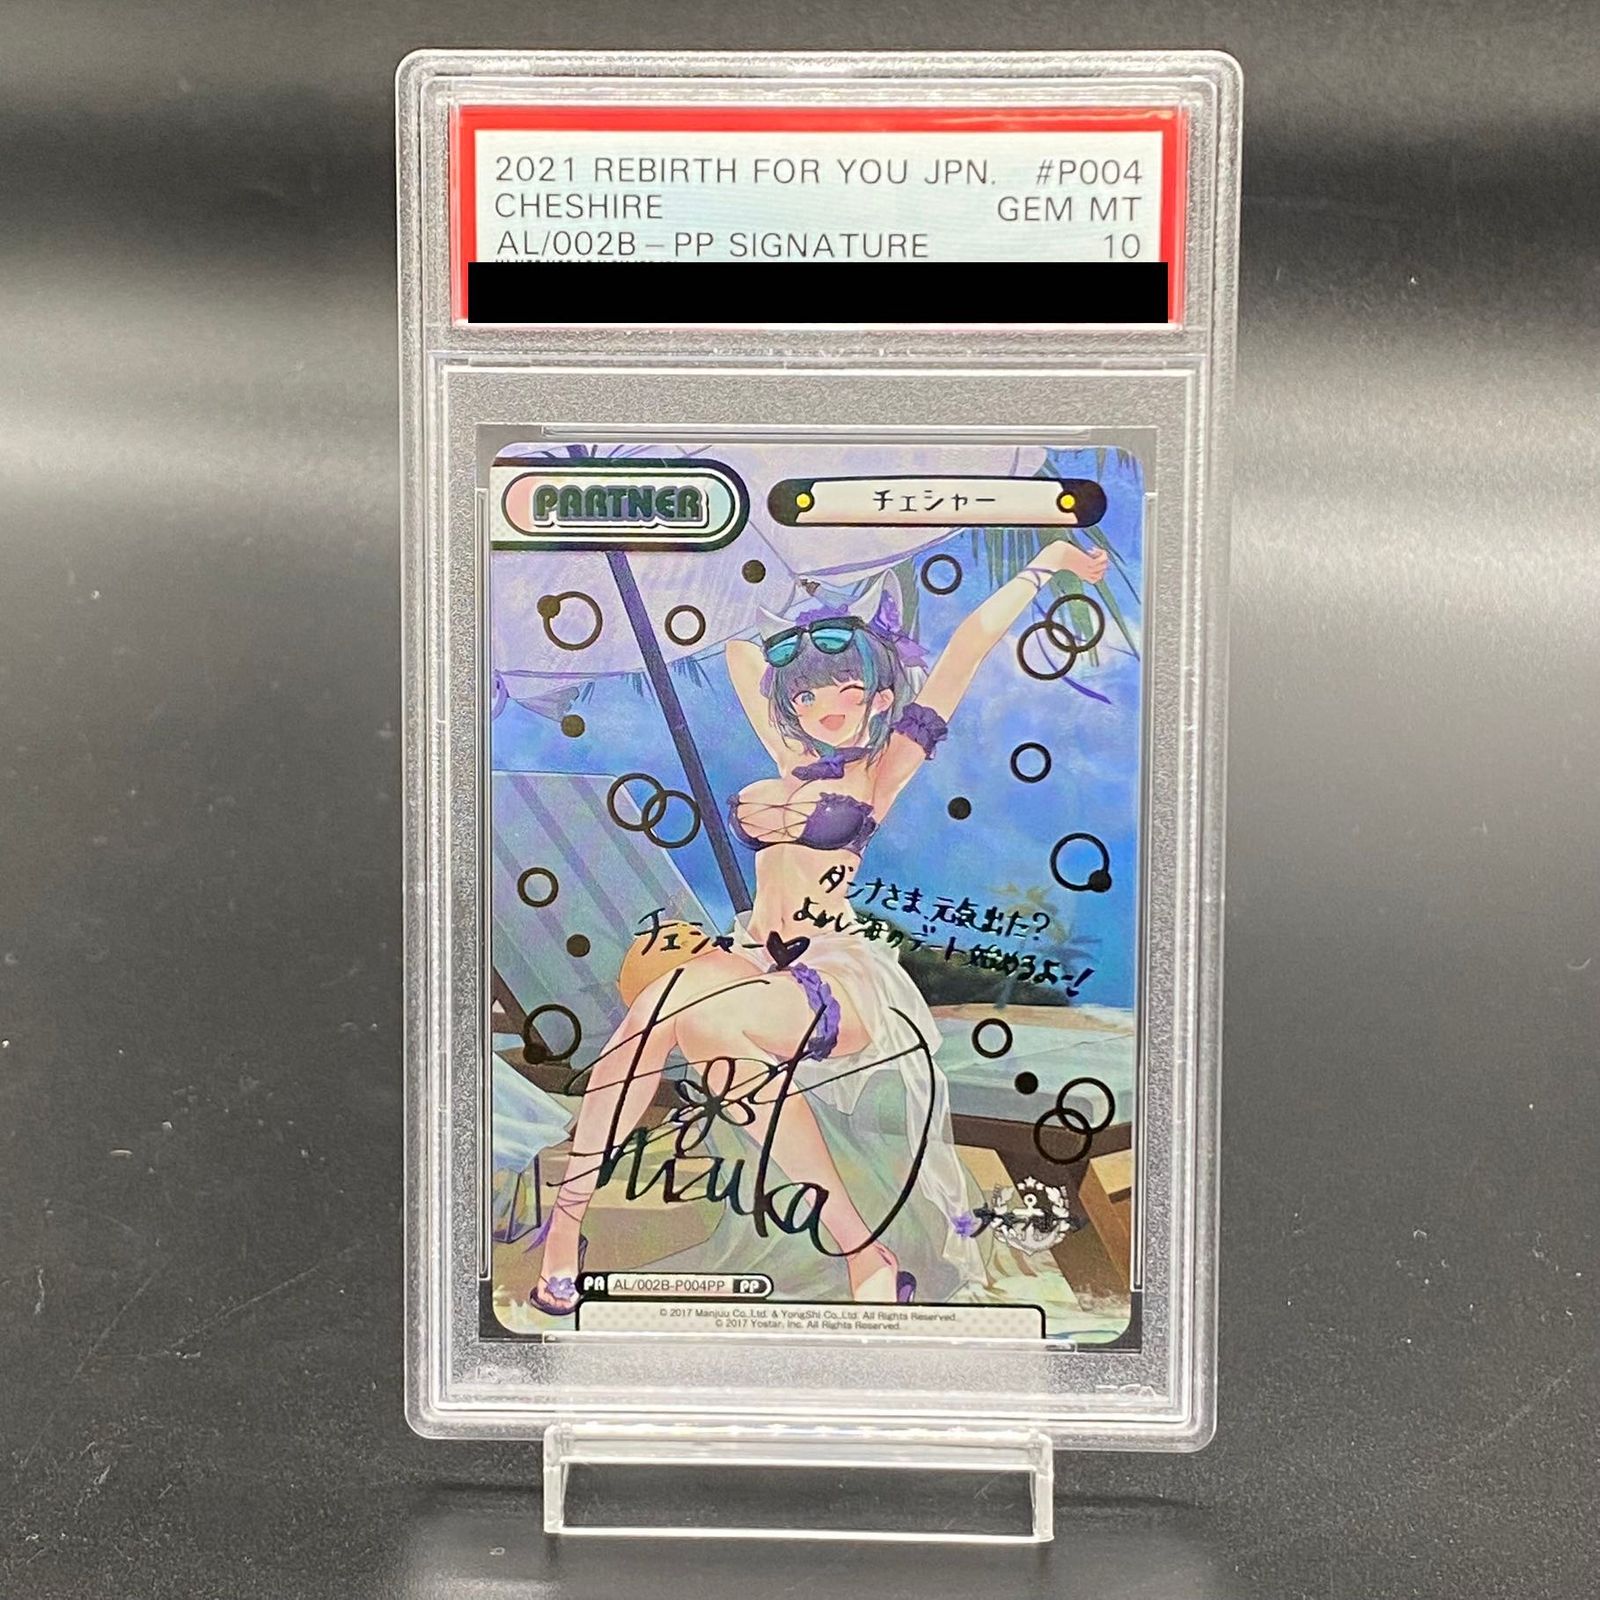 2021 REBIRTH FOR YOU JPN. #P004
CHESHIRE GEM MT
AL/002B-PP SIGNATURE 10
PARTNER
チェシャー
ダンナさま、元気出た?
よかし海のデート始めるよー!
チェシャー♥
AL/002B-P004PP PP
PA
© 2017 Manjuu Co.,Ltd. & YongShi Co.,Ltd. All Rights Reserved.
© 2017 Yostar, Inc. All Rights Reserved.